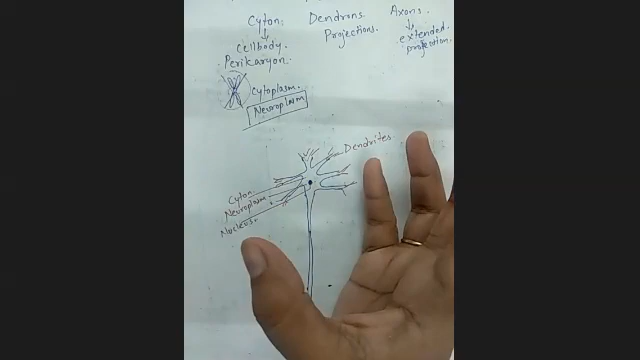 Cyton. Dendrons. Axons.
Cellbody. Projections. extended
Perikaryon. projection.
Cytoplasm.
Neuroplasm
Dendrites.
Cyton.
Neuroplasm.
Nucleus.